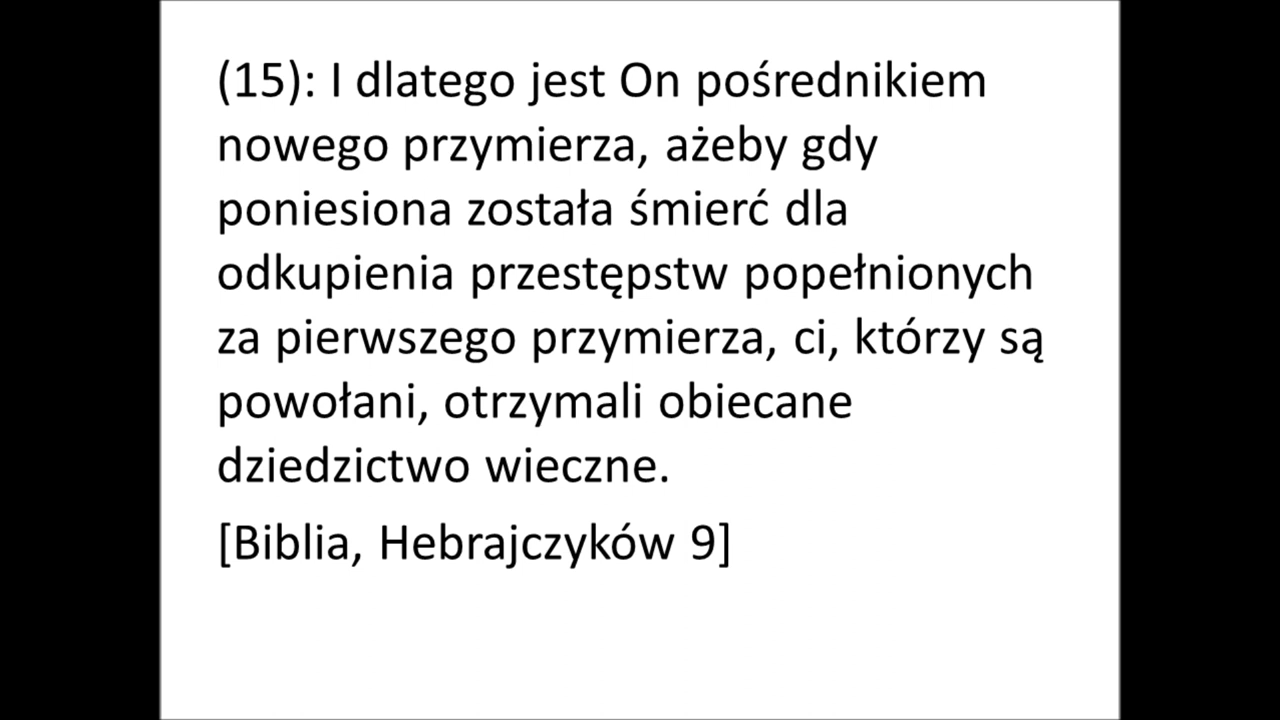 (15): I dlatego jest On pośrednikiem
nowego przymierza, ażeby gdy
poniesiona została śmierć dla
odkupienia przestępstw popełnionych
za pierwszego przymierza, ci, którzy są
powołani, otrzymali obiecane
dziedzictwo wieczne.
[Biblia, Hebrajczyków 9]